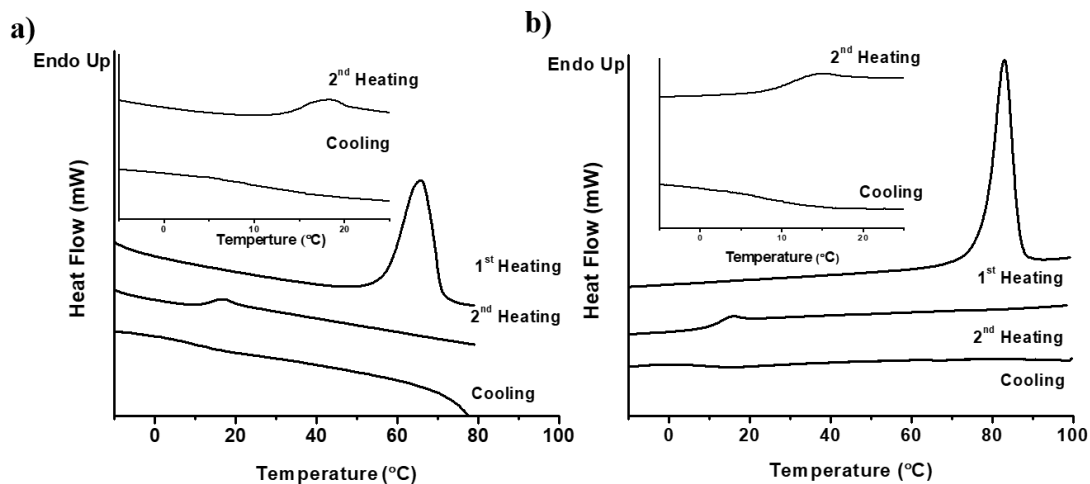 a)
Endo Up
2nd Heating
Cooling
10
20
Temperture (°C)
1st Heating
2nd Heating
Cooling
Heat Flow (mW)
0
20
40
60
80
100
Temperature (°C)
b)
Endo Up
2nd Heating
Cooling
0
10
20
Temperature (°C)
1st Heating
2nd Heating
Cooling
Heat Flow (mW)
0
20
40
60
80
100
Temperature (°C)